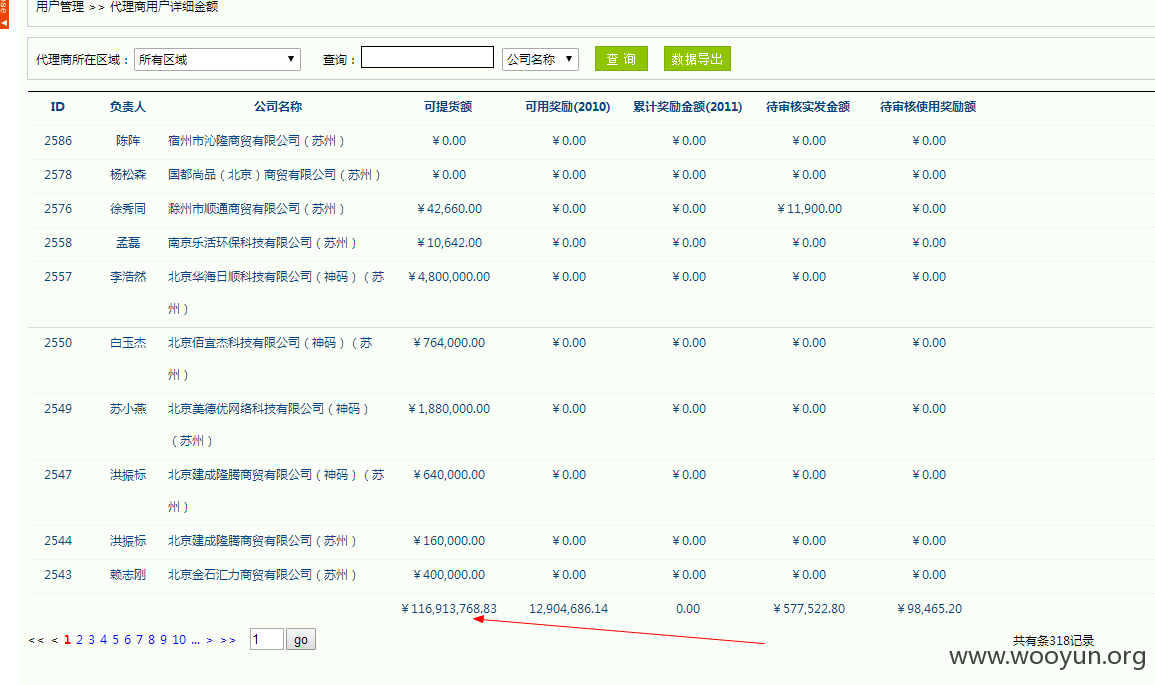 用户管理 >> 代理商用户详细金额
代理商所在区域： 所有区域 查询： 公司名称 查 询 数据导出
ID 负责人 公司名称 可提货额 可用奖励(2010) 累计奖励金额(2011) 待审核实发金额 待审核使用奖励额
2586 陈阵 宿州市沁隆商贸有限公司（苏州） ￥0.00 ￥0.00 ￥0.00 ￥0.00 ￥0.00
2578 杨松森 国都尚品（北京）商贸有限公司（苏州） ￥0.00 ￥0.00 ￥0.00 ￥0.00 ￥0.00
2576 徐秀同 滁州市顺通商贸有限公司（苏州） ￥42,660.00 ￥0.00 ￥0.00 ￥11,900.00 ￥0.00
2558 孟磊 南京乐活环保科技有限公司（苏州） ￥10,642.00 ￥0.00 ￥0.00 ￥0.00 ￥0.00
2557 李浩然 北京华海日顺科技有限公司（神码）（苏 ￥4,800,000.00 ￥0.00 ￥0.00 ￥0.00 ￥0.00
州）
2550 白玉杰 北京佰宜杰科技有限公司（神码）（苏 ￥764,000.00 ￥0.00 ￥0.00 ￥0.00 ￥0.00
州）
2549 苏小燕 北京美德优网络科技有限公司（神码） ￥1,880,000.00 ￥0.00 ￥0.00 ￥0.00 ￥0.00
（苏州）
2547 洪振标 北京建成隆腾商贸有限公司（神码）（苏 ￥640,000.00 ￥0.00 ￥0.00 ￥0.00 ￥0.00
州）
2544 洪振标 北京建成隆腾商贸有限公司（苏州） ￥160,000.00 ￥0.00 ￥0.00 ￥0.00 ￥0.00
2543 赖志刚 北京金石汇力商贸有限公司（苏州） ￥400,000.00 ￥0.00 ￥0.00 ￥0.00 ￥0.00
￥116,913,768.83 12,904,686.14 0.00 ￥577,522.80 ￥98,465.20
<< < 1 2 3 4 5 6 7 8 9 10 ... > >> 1 go 共有条318记录
www.wooyun.org